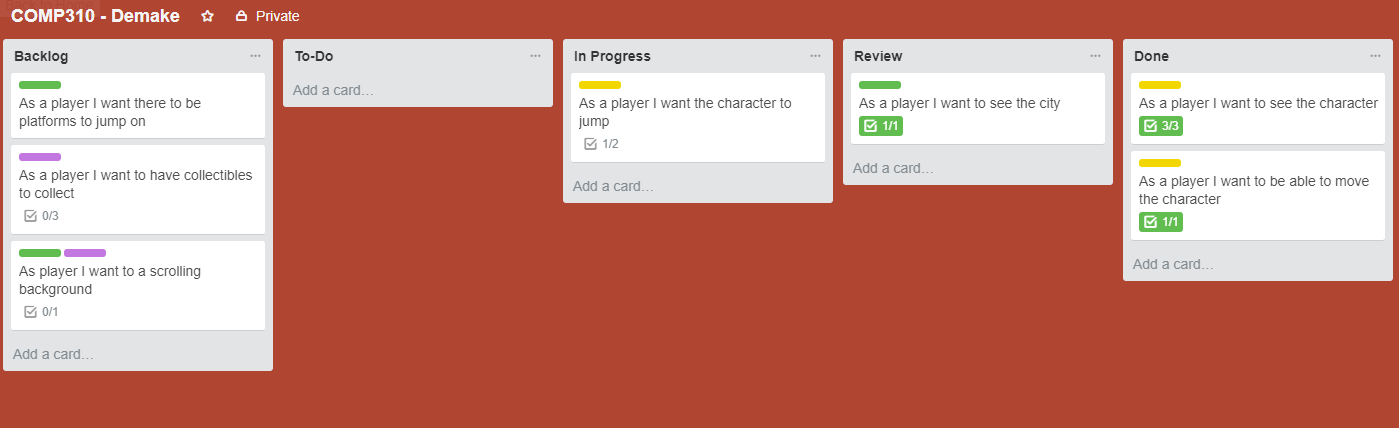 COMP310 - Demake
Private
Backlog
As a player I want there to be
platforms to jump on
As a player I want to have collectibles
to collect
0/3
As player I want to a scrolling
background
0/1
Add a card...
To-Do
Add a card...
In Progress
As a player I want the character to
jump
1/2
Add a card...
Review
As a player I want to see the city
1/1
Add a card...
Done
As a player I want to see the character
3/3
As a player I want to be able to move
the character
1/1
Add a card...